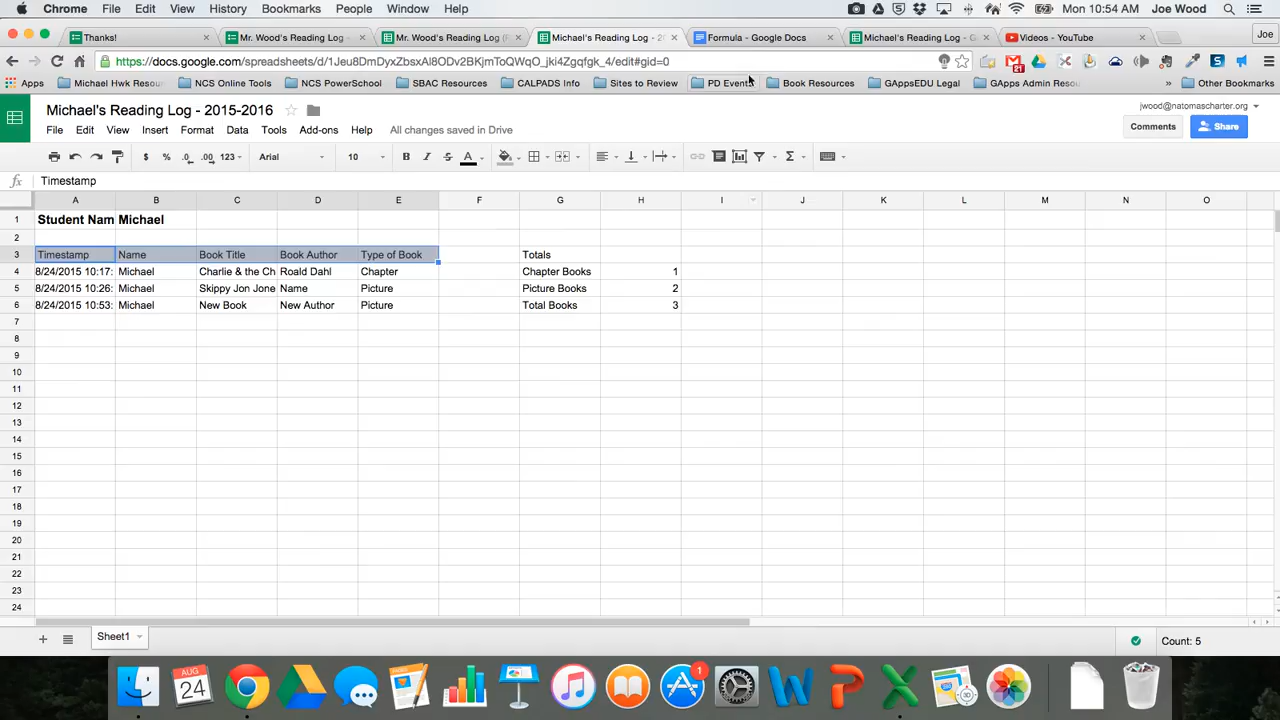 Chrome File Edit View History Bookmarks People Window Help Mon 10:54 AM Joe Wood
Thanks! Mr. Wood's Reading Log - Mr. Wood's Reading Log (R Michael's Reading Log - 20 Formula - Google Docs Michael's Reading Log - G Videos - YouTube Joe
https://docs.google.com/spreadsheets/d/1Jeu8DmDyxZbsxAl8ODv2BKjmToQWqO_jki4Zgqfgk_4/edit#gid=0
Apps Michael Hwk Resou NCS Online Tools NCS PowerSchool SBAC Resources CALPADS Info Sites to Review PD Events Book Resources GAppsEDU Legal GApps Admin Resou » Other Bookmarks
Michael's Reading Log - 2015-2016 jwood@natomascharter.org
File Edit View Insert Format Data Tools Add-ons Help All changes saved in Drive Comments Share
$ % .0 .00 123 Arial 10 B I S A Σ
fx Timestamp
A B C D E F G H I J K L M N O
1 Student Nam Michael
2
3 Timestamp Name Book Title Book Author Type of Book Totals
4 8/24/2015 10:17: Michael Charlie & the Ch Roald Dahl Chapter Chapter Books 1
5 8/24/2015 10:26: Michael Skippy Jon Jone Name Picture Picture Books 2
6 8/24/2015 10:53: Michael New Book New Author Picture Total Books 3
7
8
9
10
11
12
13
14
15
16
17
18
19
20
21
22
23
24
Sheet1 Count: 5
AUG
24
1